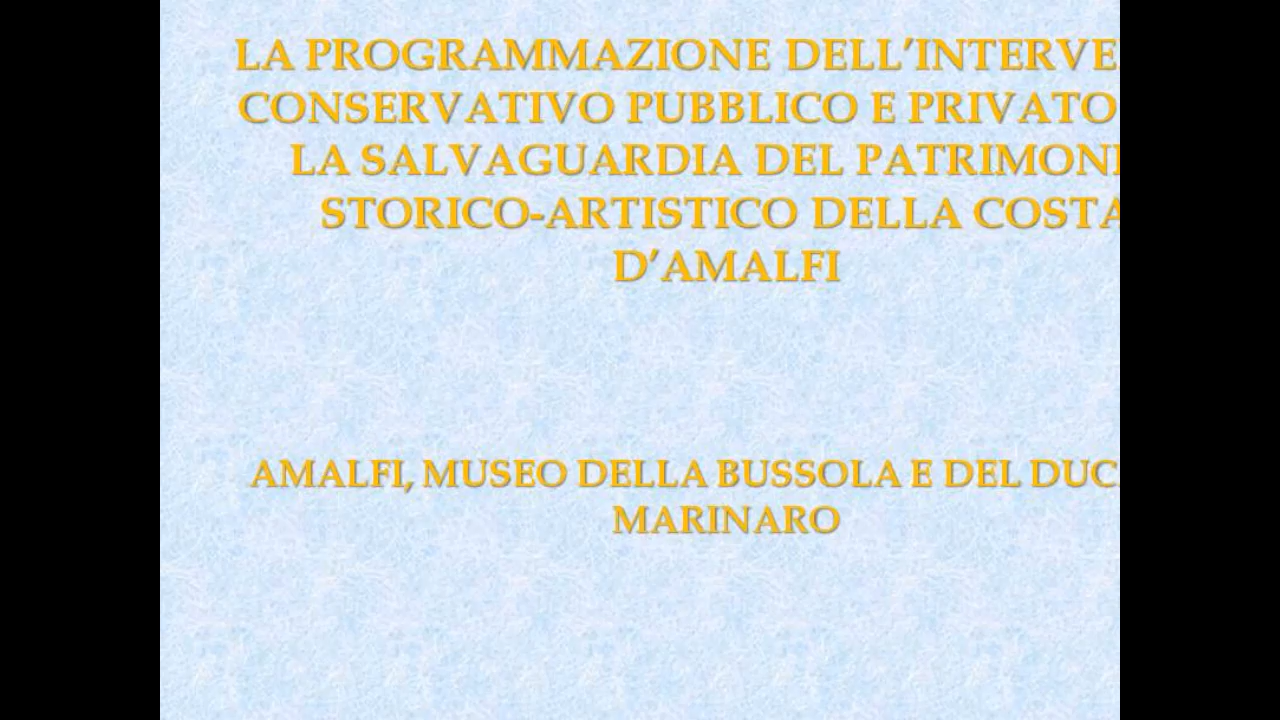 LA PROGRAMMAZIONE DELL’INTERVE
CONSERVATIVO PUBBLICO E PRIVATO
LA SALVAGUARDIA DEL PATRIMONI
STORICO-ARTISTICO DELLA COSTA
D’AMALFI
AMALFI, MUSEO DELLA BUSSOLA E DEL DUC
MARINARO